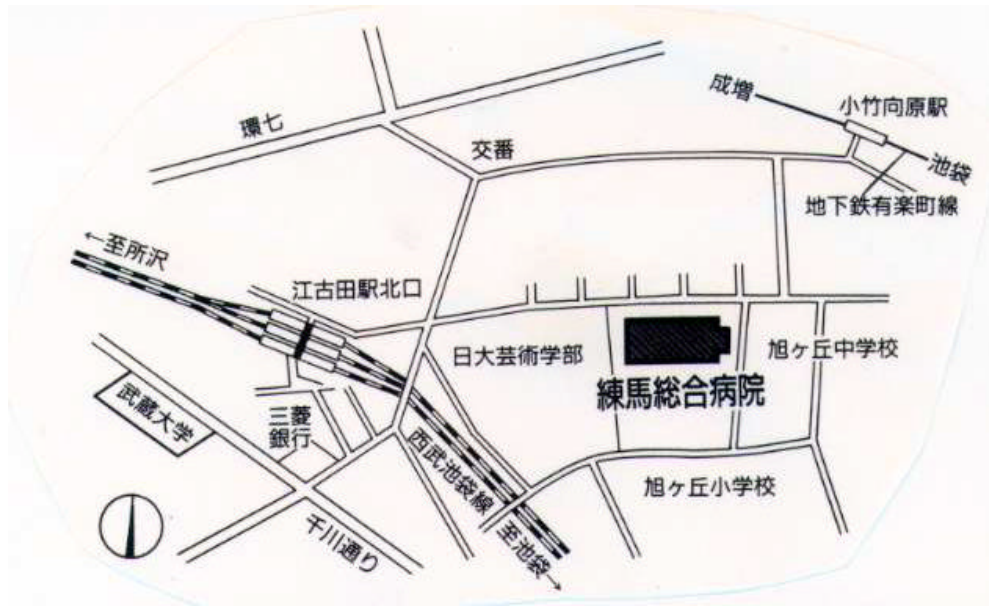 成増
小竹向原駅
環七
交番
池袋
地下鉄有楽町線
←至所沢
江古田駅北口
日大芸術学部
旭ヶ丘中学校
練馬総合病院
武蔵大学
三菱
銀行
西武池袋線
旭ヶ丘小学校
千川通り
至池袋→